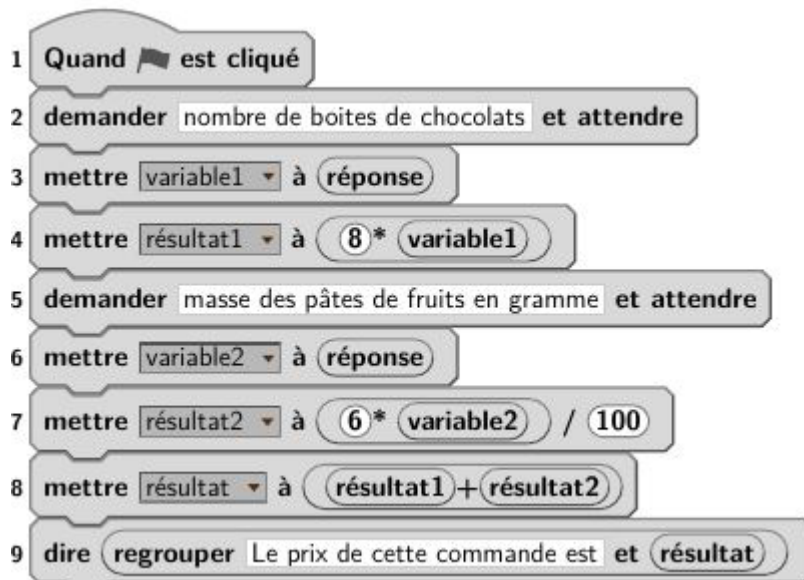 1 Quand est cliqué
2 demander nombre de boites de chocolats et attendre
3 mettre variable1 à réponse
4 mettre résultat1 à 8 * variable1
5 demander masse des pâtes de fruits en gramme et attendre
6 mettre variable2 à réponse
7 mettre résultat2 à 6 * variable2 / 100
8 mettre résultat à résultat1 + résultat2
9 dire regrouper Le prix de cette commande est et résultat